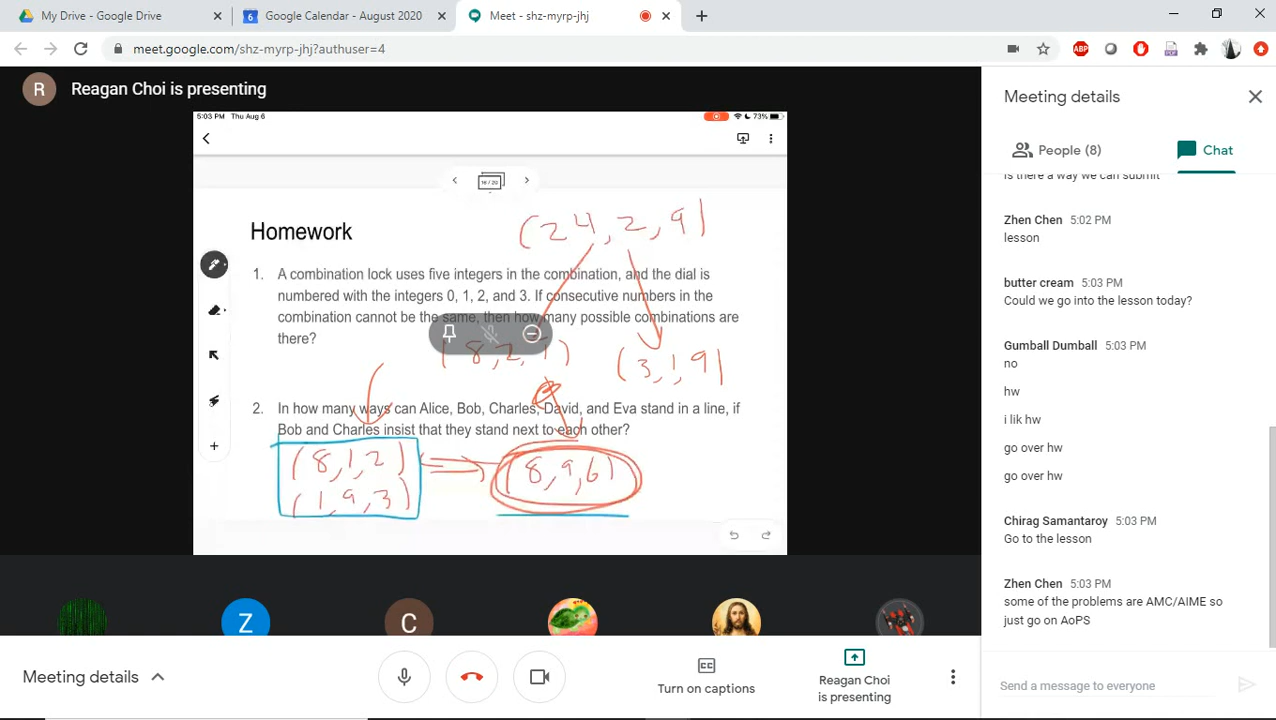 My Drive - Google Drive
6 Google Calendar - August 2020
Meet - shz-myrp-jhj
meet.google.com/shz-myrp-jhj?authuser=4
ABP
PDF
R Reagan Choi is presenting
5:03 PM Thu Aug 6
73%
Homework
(24, 2, 9)
1. A combination lock uses five integers in the combination, and the dial is
numbered with the integers 0, 1, 2, and 3. If consecutive numbers in the
combination cannot be the same, then how many possible combinations are
there?
(3, 1, 9)
2. In how many ways can Alice, Bob, Charles, David, and Eva stand in a line, if
Bob and Charles insist that they stand next to each other?
(8, 1, 2)
(1, 9, 3)
(8, 9, 6)
Z
C
Meeting details
People (8)
Chat
Is there a way we can submit
Zhen Chen 5:02 PM
lesson
butter cream 5:03 PM
Could we go into the lesson today?
Gumball Dumball 5:03 PM
no
hw
i lik hw
go over hw
go over hw
Chirag Samantaroy 5:03 PM
Go to the lesson
Zhen Chen 5:03 PM
some of the problems are AMC/AIME so
just go on AoPS
Send a message to everyone
Meeting details
CC
Turn on captions
Reagan Choi
is presenting